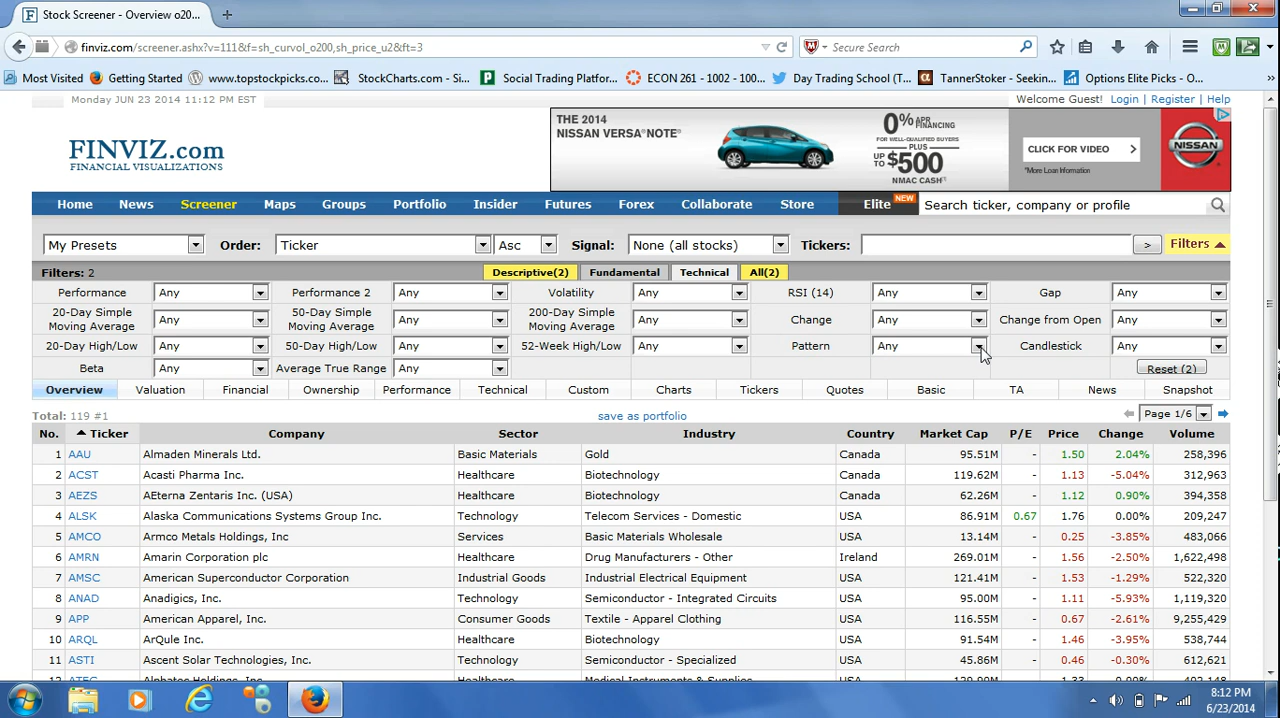 Stock Screener - Overview o20...
finviz.com/screener.ashx?v=111&f=sh_curvol_o200,sh_price_u2&ft=3
Secure Search
Most Visited Getting Started www.topstockpicks.co... StockCharts.com - Si... Social Trading Platfor... ECON 261 - 1002 - 100... Day Trading School (T... TannerStoker - Seekin... Options Elite Picks - O...
Monday JUN 23 2014 11:12 PM EST
Welcome Guest! Login | Register | Help
FINVIZ.com
FINANCIAL VISUALIZATIONS
THE 2014
NISSAN VERSA® NOTE®
0% APR FINANCING
FOR WELL-QUALIFIED BUYERS
PLUS
UP TO $500
NMAC CASH^
CLICK FOR VIDEO
*More Loan Information
NISSAN
Home News Screener Maps Groups Portfolio Insider Futures Forex Collaborate Store Elite NEW Search ticker, company or profile
My Presets Order: Ticker Asc Signal: None (all stocks) Tickers: > Filters
Filters: 2 Descriptive(2) Fundamental Technical All(2)
Performance Any Performance 2 Any Volatility Any RSI (14) Any Gap Any
20-Day Simple Moving Average Any 50-Day Simple Moving Average Any 200-Day Simple Moving Average Any Change Any Change from Open Any
20-Day High/Low Any 50-Day High/Low Any 52-Week High/Low Any Pattern Any Candlestick Any
Beta Any Average True Range Any Reset (2)
Overview Valuation Financial Ownership Performance Technical Custom Charts Tickers Quotes Basic TA News Snapshot
Total: 119 #1 save as portfolio Page 1/6
No. Ticker Company Sector Industry Country Market Cap P/E Price Change Volume
1 AAU Almaden Minerals Ltd. Basic Materials Gold Canada 95.51M - 1.50 2.04% 258,396
2 ACST Acasti Pharma Inc. Healthcare Biotechnology Canada 119.62M - 1.13 -5.04% 312,963
3 AEZS AEterna Zentaris Inc. (USA) Healthcare Biotechnology Canada 62.26M - 1.12 0.90% 394,358
4 ALSK Alaska Communications Systems Group Inc. Technology Telecom Services - Domestic USA 86.91M 0.67 1.76 0.00% 209,247
5 AMCO Armco Metals Holdings, Inc Services Basic Materials Wholesale USA 13.14M - 0.25 -3.85% 483,066
6 AMRN Amarin Corporation plc Healthcare Drug Manufacturers - Other Ireland 269.01M - 1.56 -2.50% 1,622,498
7 AMSC American Superconductor Corporation Industrial Goods Industrial Electrical Equipment USA 121.41M - 1.53 -1.29% 522,320
8 ANAD Anadigics, Inc. Technology Semiconductor - Integrated Circuits USA 95.00M - 1.11 -5.93% 1,119,320
9 APP American Apparel, Inc. Consumer Goods Textile - Apparel Clothing USA 116.55M - 0.67 -2.61% 9,255,429
10 ARQL ArQule Inc. Healthcare Biotechnology USA 91.54M - 1.46 -3.95% 538,744
11 ASTI Ascent Solar Technologies, Inc. Technology Semiconductor - Specialized USA 45.86M - 0.46 -0.30% 612,621
8:12 PM
6/23/2014